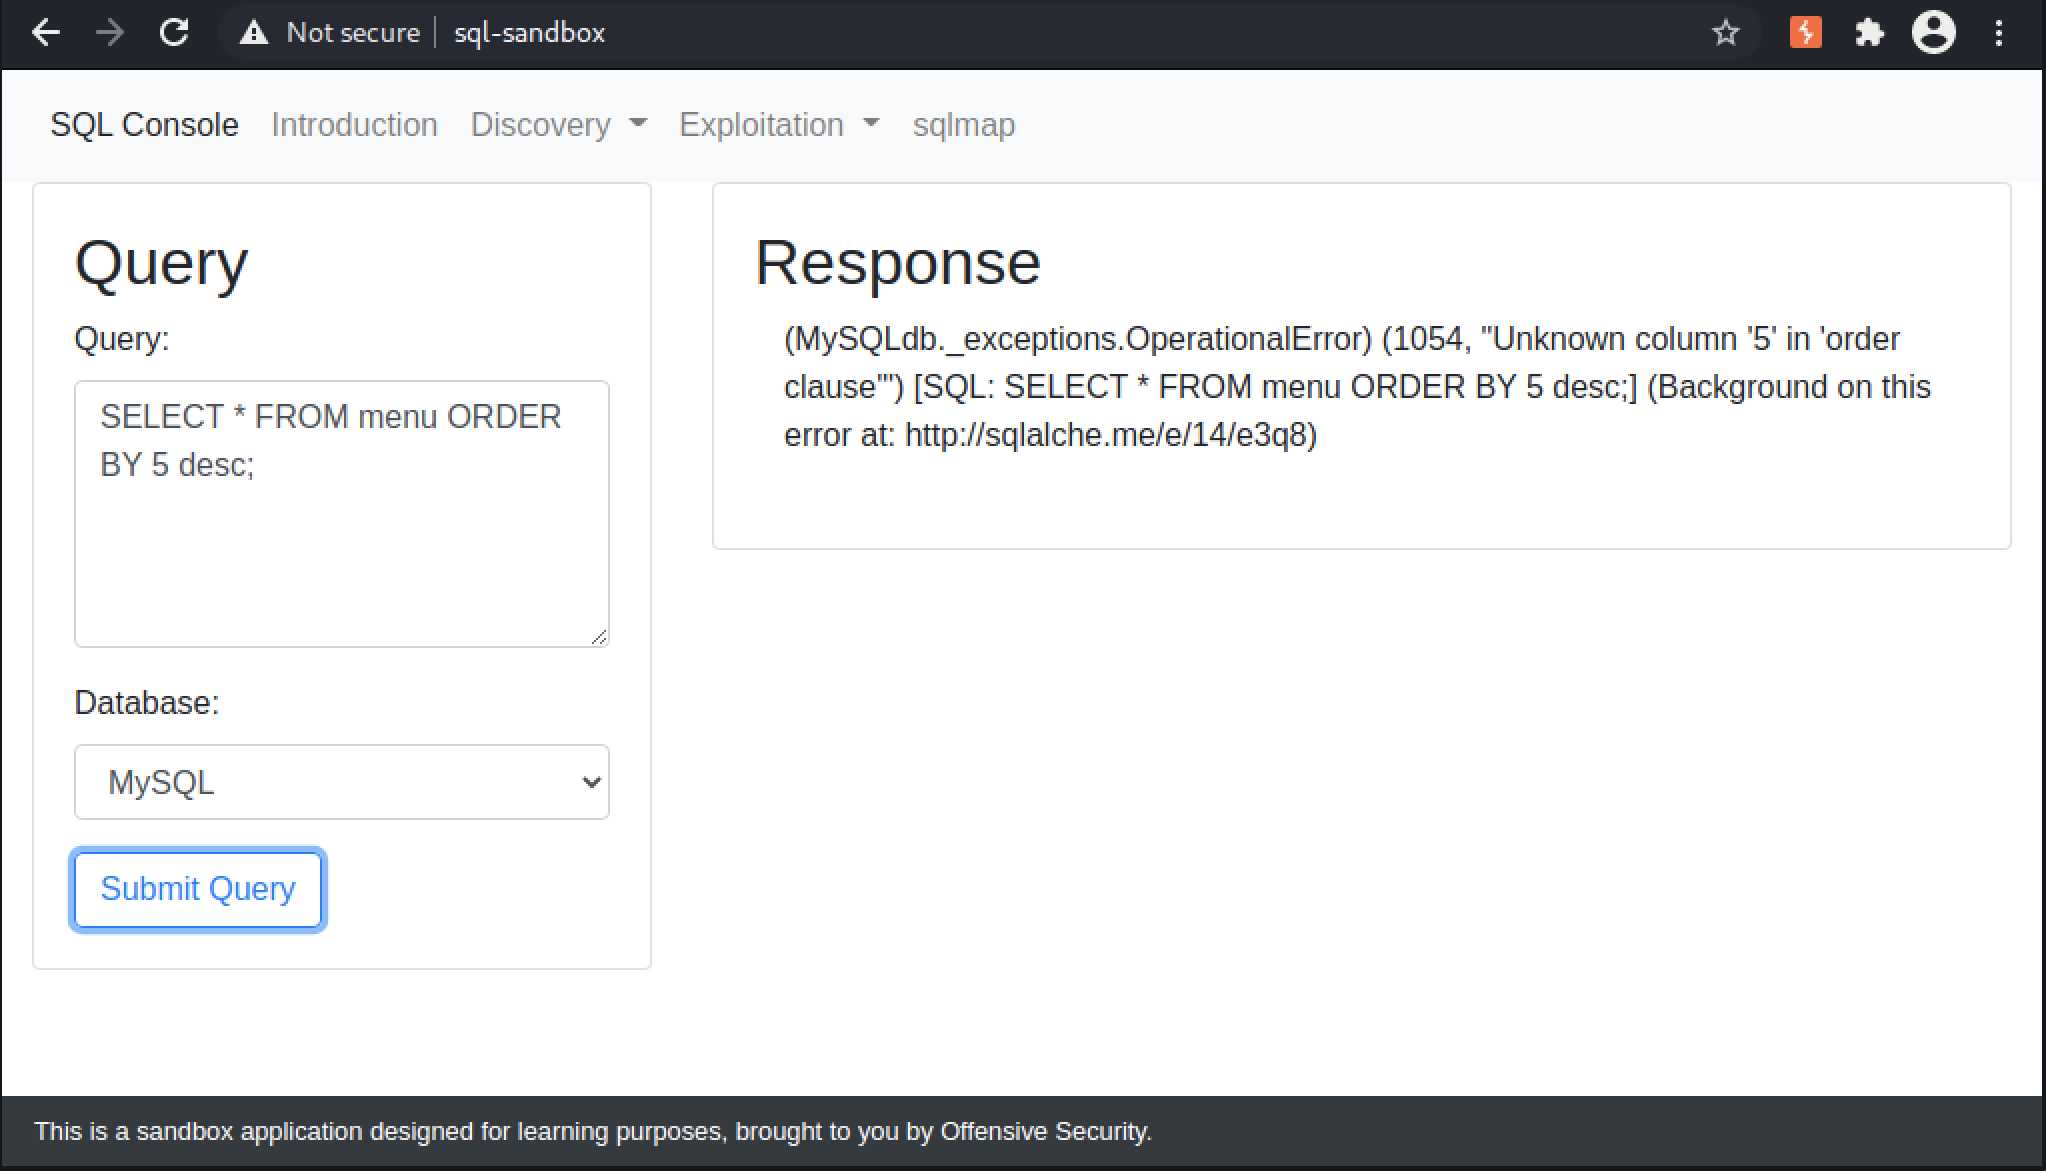 Not secure sql-sandbox
SQL Console Introduction Discovery Exploitation sqlmap
Query
Query:
SELECT * FROM menu ORDER
BY 5 desc;
Database:
MySQL
Submit Query
Response
(MySQLdb._exceptions.OperationalError) (1054, "Unknown column '5' in 'order
clause'") [SQL: SELECT * FROM menu ORDER BY 5 desc;] (Background on this
error at: http://sqlalche.me/e/14/e3q8)
This is a sandbox application designed for learning purposes, brought to you by Offensive Security.